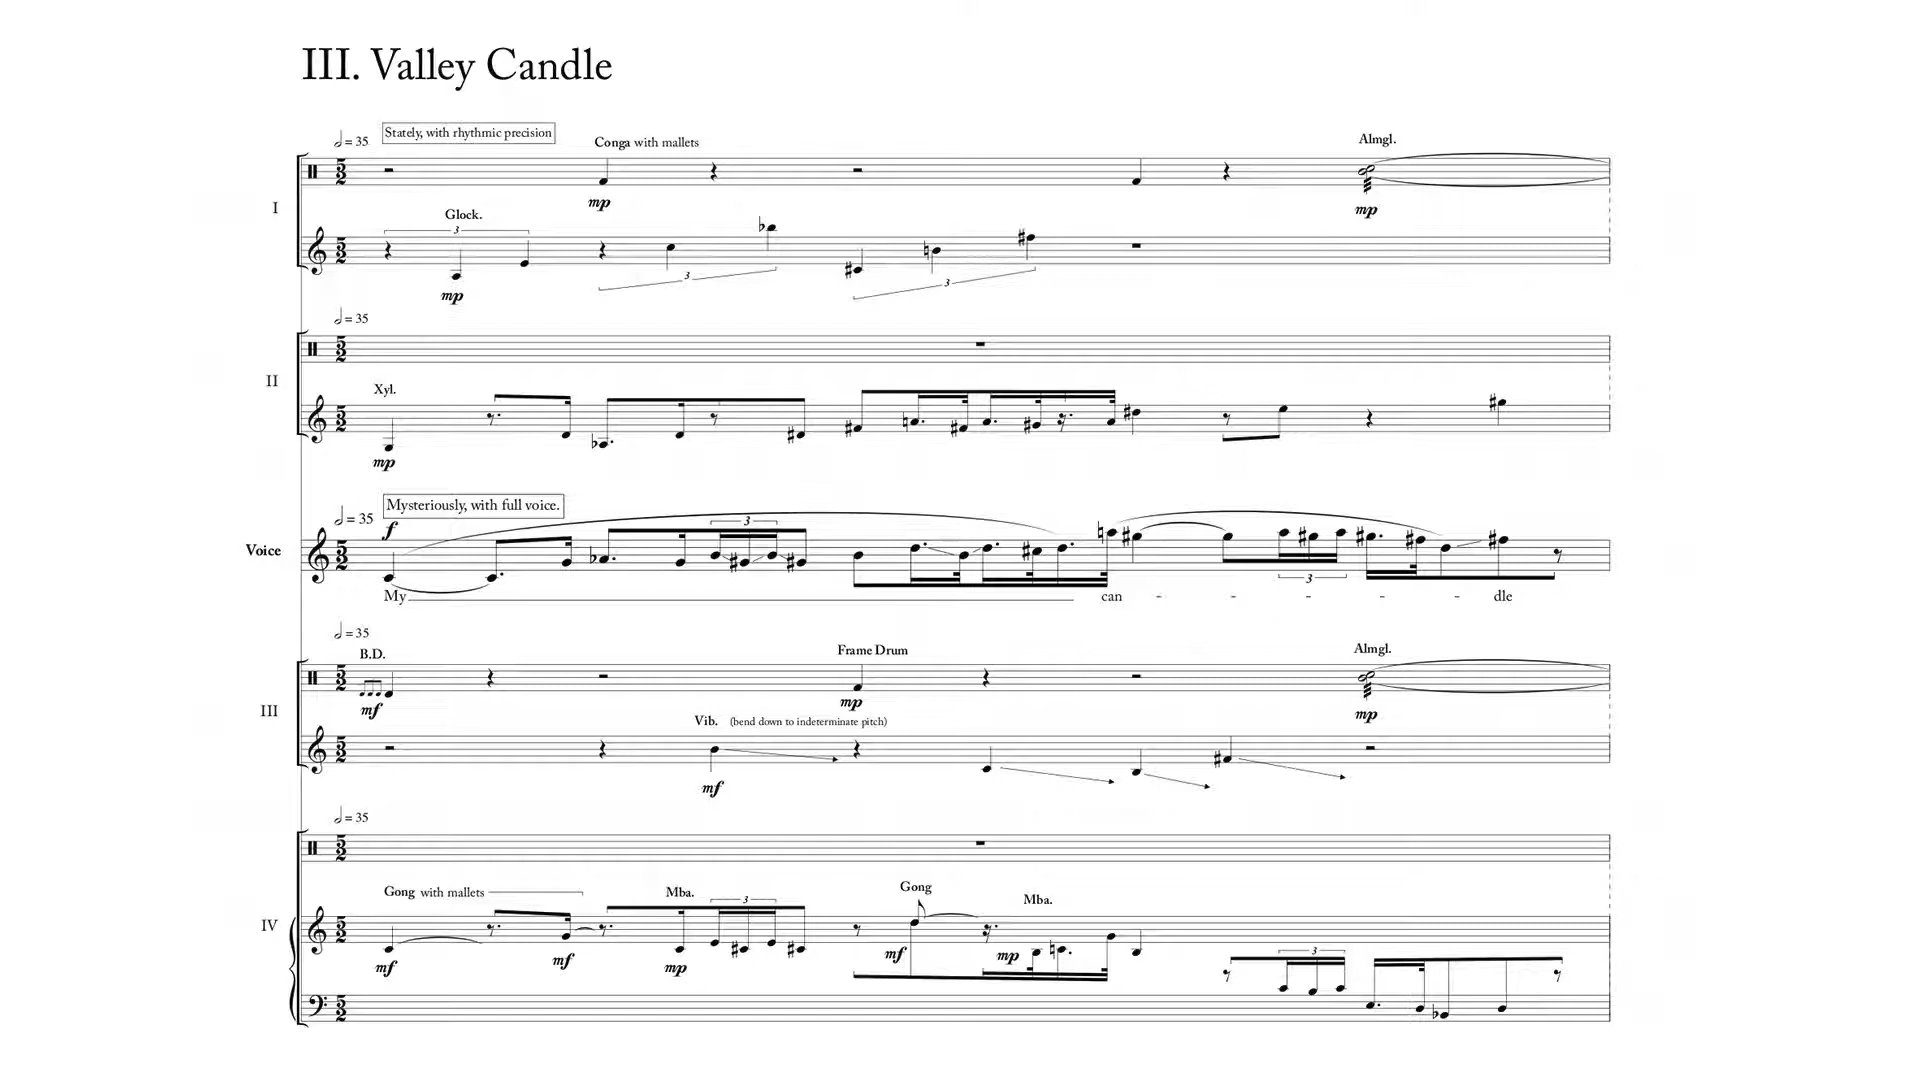 III. Valley Candle
𝅗𝅥 = 35
Stately, with rhythmic precision
Conga with mallets
Almgl.
mp
mp
I
Glock.
3
3
3
mp
𝅗𝅥 = 35
II
Xyl.
mp
Mysteriously, with full voice.
𝅗𝅥 = 35
f
3
Voice
3
My can - - - - - dle
𝅗𝅥 = 35
B.D.
Frame Drum
Almgl.
mf
mp
mp
III
Vib. (bend down to indeterminate pitch)
mf
𝅗𝅥 = 35
Gong with mallets
Mba.
Gong
Mba.
3
IV
mf
mf
mp
mf
mp
3